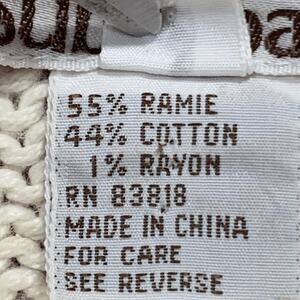 55% RAMIE
44% COTTON
1% RAYON
RN 83818
MADE IN CHINA
FOR CARE
SEE REVERSE